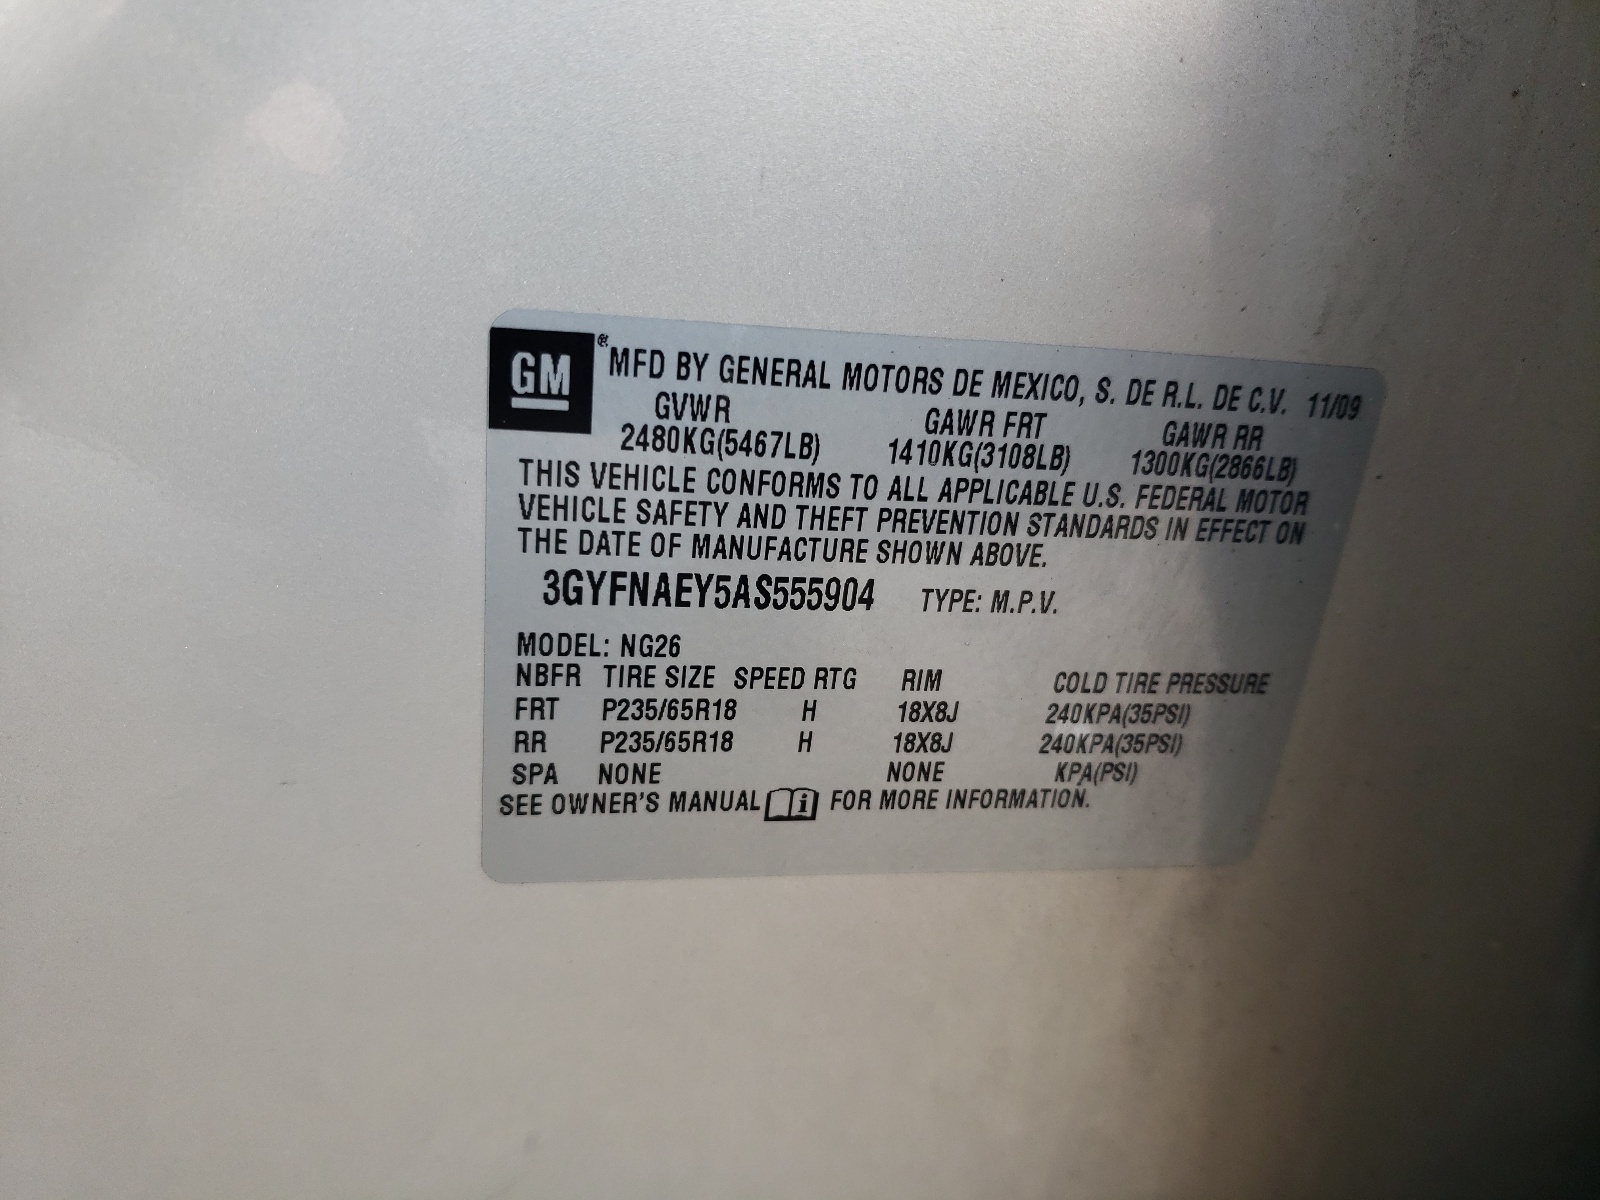 GM® MFD BY GENERAL MOTORS DE MEXICO, S. DE R.L. DE C.V. 11/09
GVWR GAWR FRT GAWR RR
2480KG(5467LB) 1410KG(3108LB) 1300KG(2866LB)
THIS VEHICLE CONFORMS TO ALL APPLICABLE U.S. FEDERAL MOTOR
VEHICLE SAFETY AND THEFT PREVENTION STANDARDS IN EFFECT ON
THE DATE OF MANUFACTURE SHOWN ABOVE.
3GYFNAEY5AS555904 TYPE: M.P.V.
MODEL: NG26
NBFR TIRE SIZE SPEED RTG RIM COLD TIRE PRESSURE
FRT P235/65R18 H 18X8J 240KPA(35PSI)
RR P235/65R18 H 18X8J 240KPA(35PSI)
SPA NONE NONE KPA(PSI)
SEE OWNER'S MANUAL i FOR MORE INFORMATION.